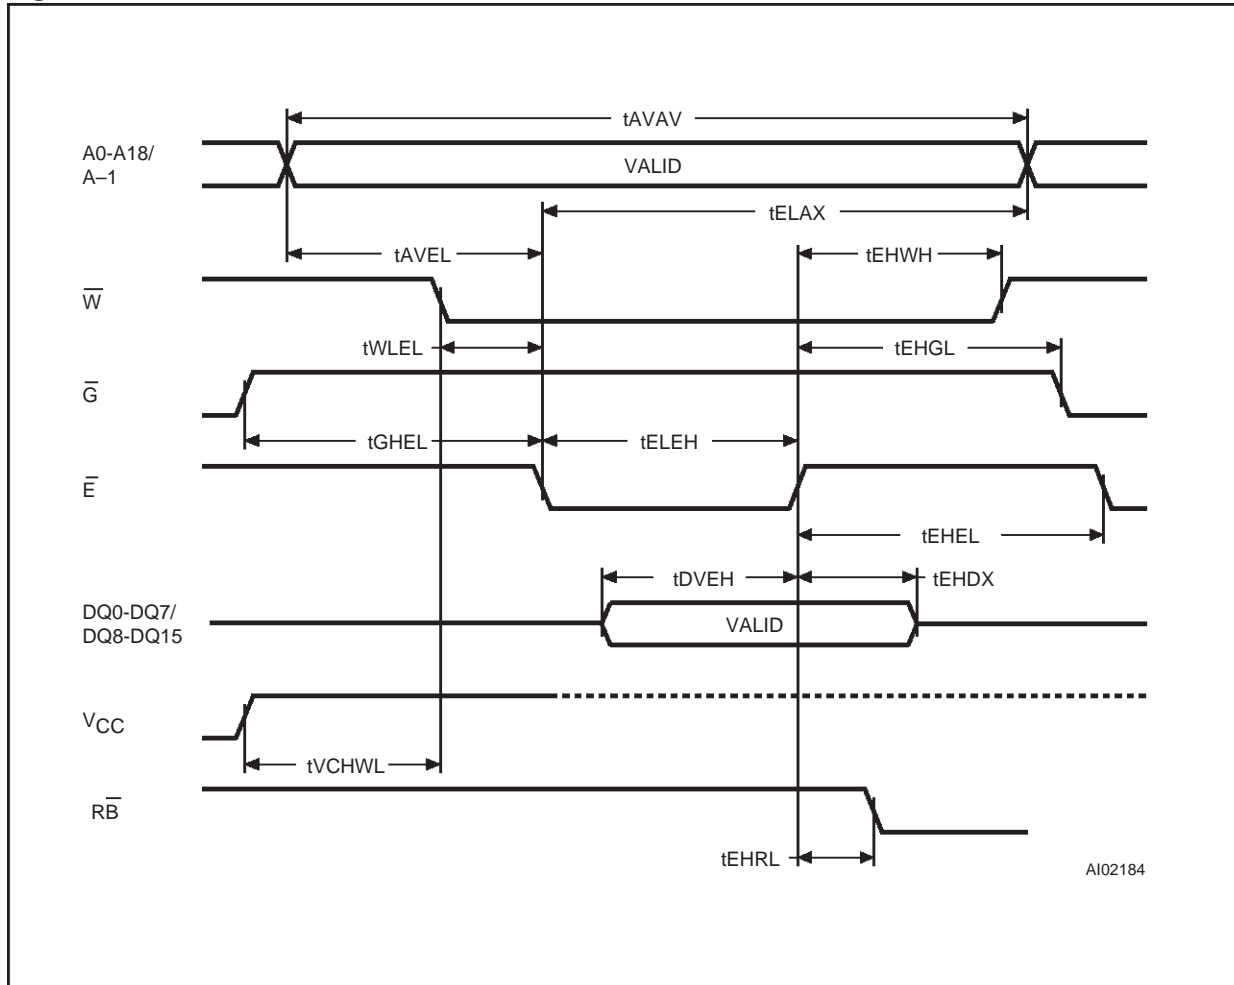 tAVAV
A0-A18/
A–1
VALID
tELAX
tAVEL
tEHWH
W̅
tWLEL
tEHGL
G̅
tGHEL
tELEH
E̅
tEHEL
tDVEH
tEHDX
DQ0-DQ7/
DQ8-DQ15
VALID
VCC
tVCHWL
RB̅
tEHRL
AI02184